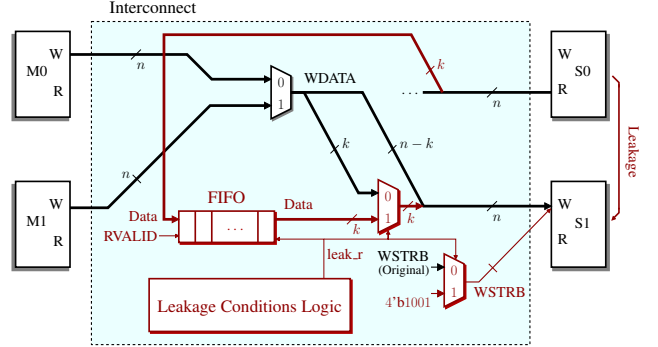 Interconnect
W
M0
R
n
0
1
WDATA
k
...
n
W
S0
R
Leakage
k
n − k
n
W
M1
R
FIFO
Data
RVALID
...
Data
k
0
1
k
n
W
S1
R
leak_r
WSTRB
(Original)
0
1
4'b1001
WSTRB
Leakage Conditions Logic